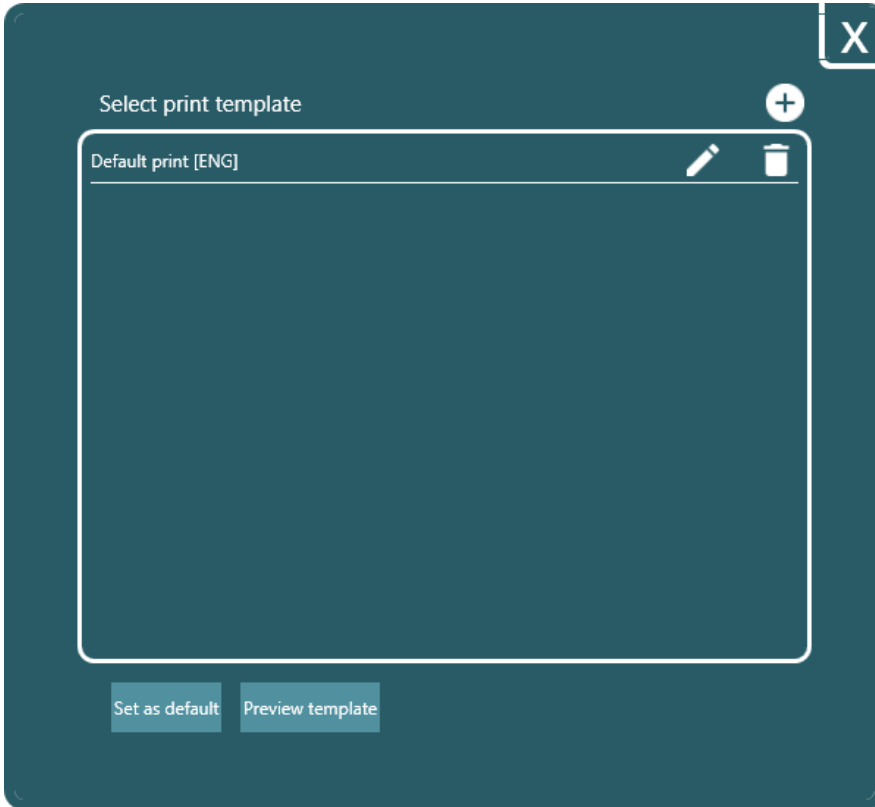 X
Select print template
Default print [ENG]
Set as default
Preview template